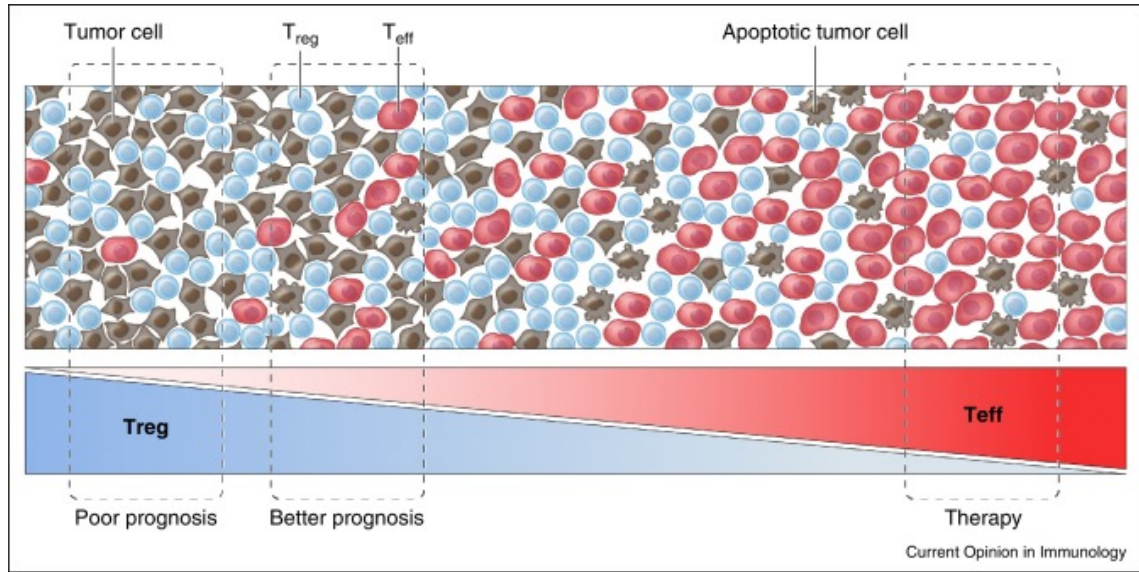 Tumor cell
Treg
Teff
Apoptotic tumor cell
Treg
Teff
Poor prognosis
Better prognosis
Therapy
Current Opinion in Immunology